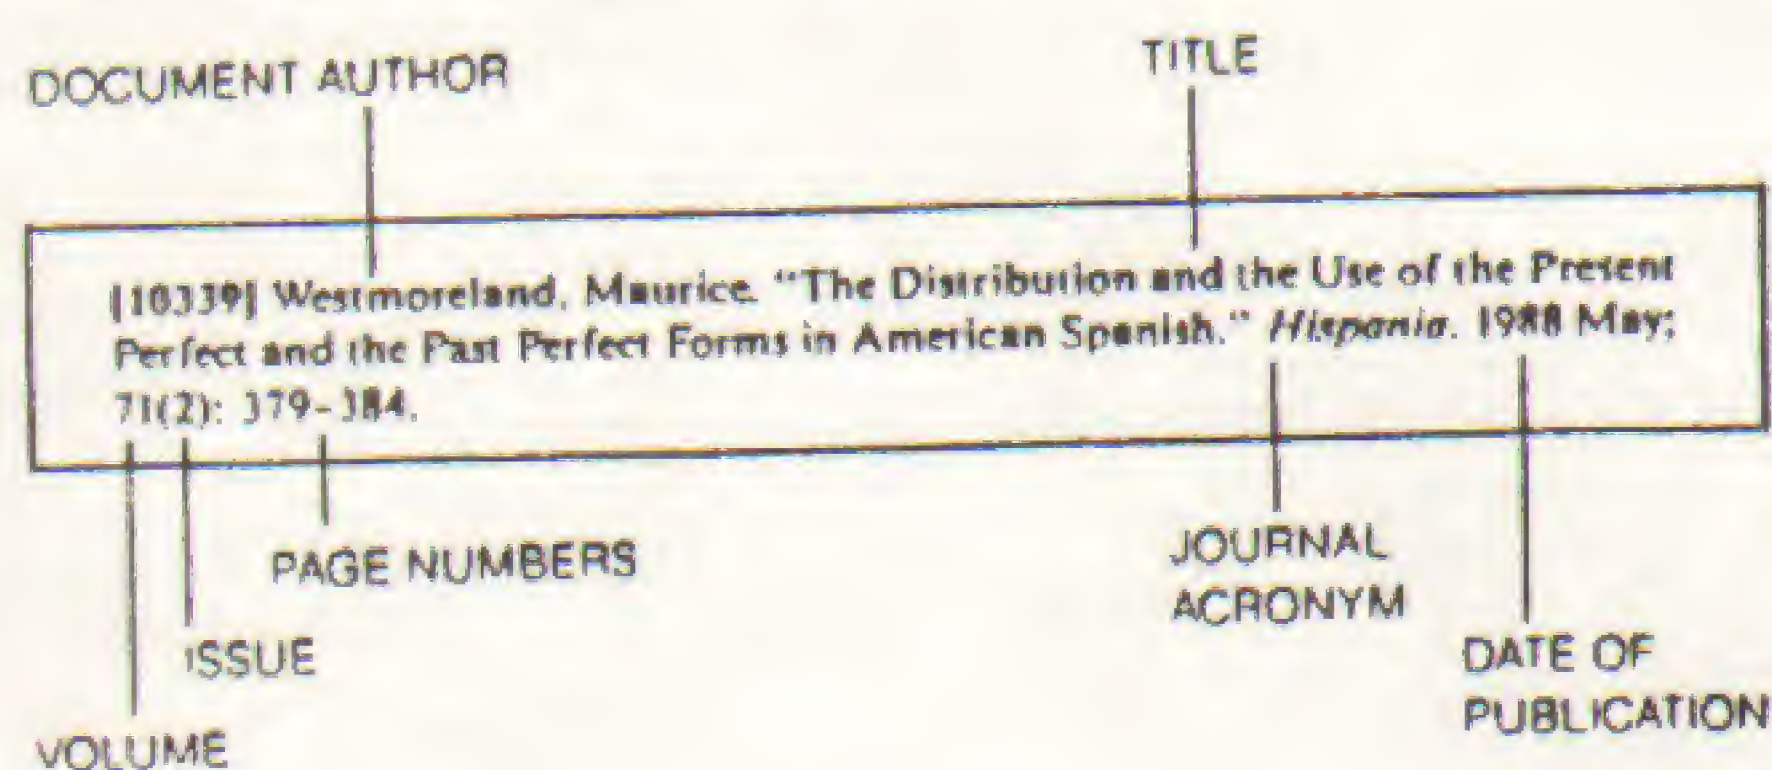 DOCUMENT AUTHOR
TITLE
[10339] Westmoreland, Maurice. "The Distribution and the Use of the Present
Perfect and the Past Perfect Forms in American Spanish." Hispania. 1988 May;
71(2): 379-384.
PAGE NUMBERS
JOURNAL
ACRONYM
ISSUE
DATE OF
PUBLICATION
VOLUME